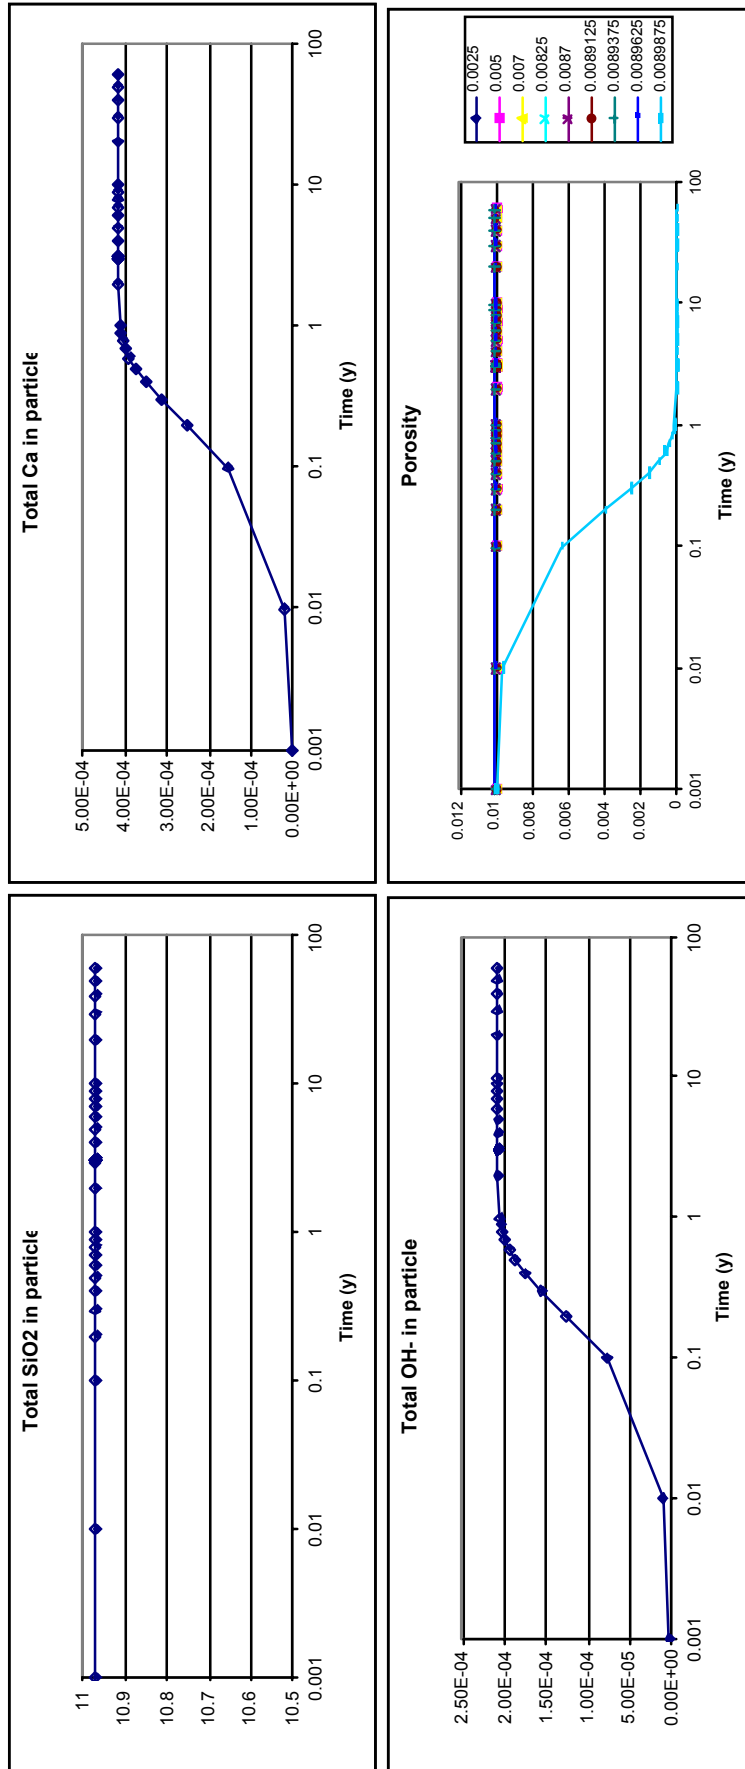 Total SiO2 in particle
11
10.9
10.8
10.7
10.6
10.5
0.001
0.01
0.1
1
10
100
Time (y)
Total Ca in particle
5.00E-04
4.00E-04
3.00E-04
2.00E-04
1.00E-04
0.00E+00
0.001
0.01
0.1
1
10
100
Time (y)
Total OH- in particle
2.50E-04
2.00E-04
1.50E-04
1.00E-04
5.00E-05
0.00E+00
0.001
0.01
0.1
1
10
100
Time (y)
Porosity
0.012
0.01
0.008
0.006
0.004
0.002
0
0.001
0.01
0.1
1
10
100
Time (y)
0.0025
0.005
0.007
0.00825
0.0087
0.0089125
0.0089375
0.0089625
0.0089875